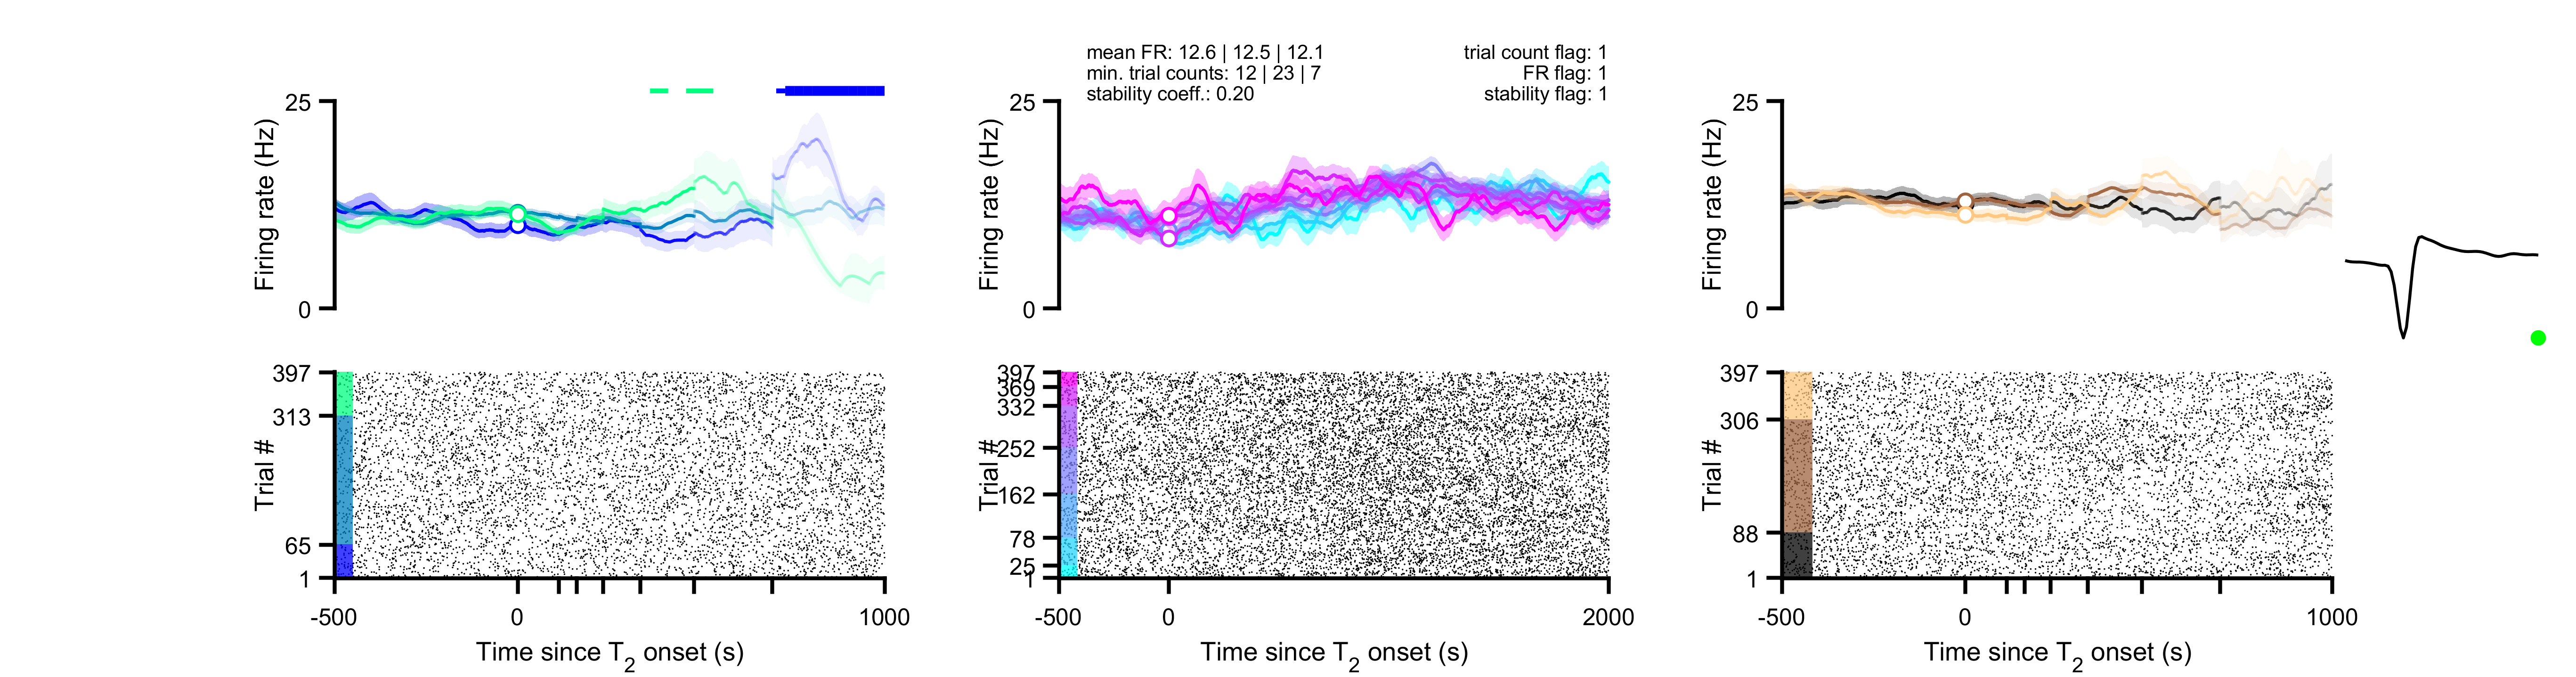 mean FR: 12.6 | 12.5 | 12.1
min. trial counts: 12 | 23 | 7
stability coeff.: 0.20
trial count flag: 1
FR flag: 1
stability flag: 1
25
0
Firing rate (Hz)
397
313
65
1
Trial #
-500
0
1000
Time since T2 onset (s)
25
0
Firing rate (Hz)
397
369
332
252
162
78
25
1
Trial #
-500
0
2000
Time since T2 onset (s)
25
0
Firing rate (Hz)
397
306
88
1
Trial #
-500
0
1000
Time since T2 onset (s)